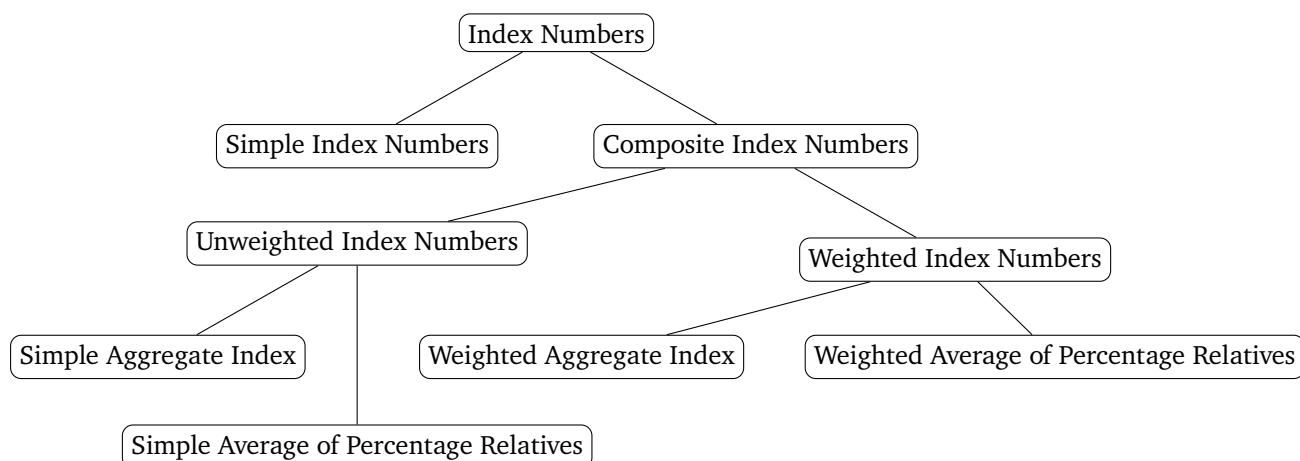 Index Numbers
Simple Index Numbers
Composite Index Numbers
Unweighted Index Numbers
Weighted Index Numbers
Simple Aggregate Index
Weighted Aggregate Index
Weighted Average of Percentage Relatives
Simple Average of Percentage Relatives